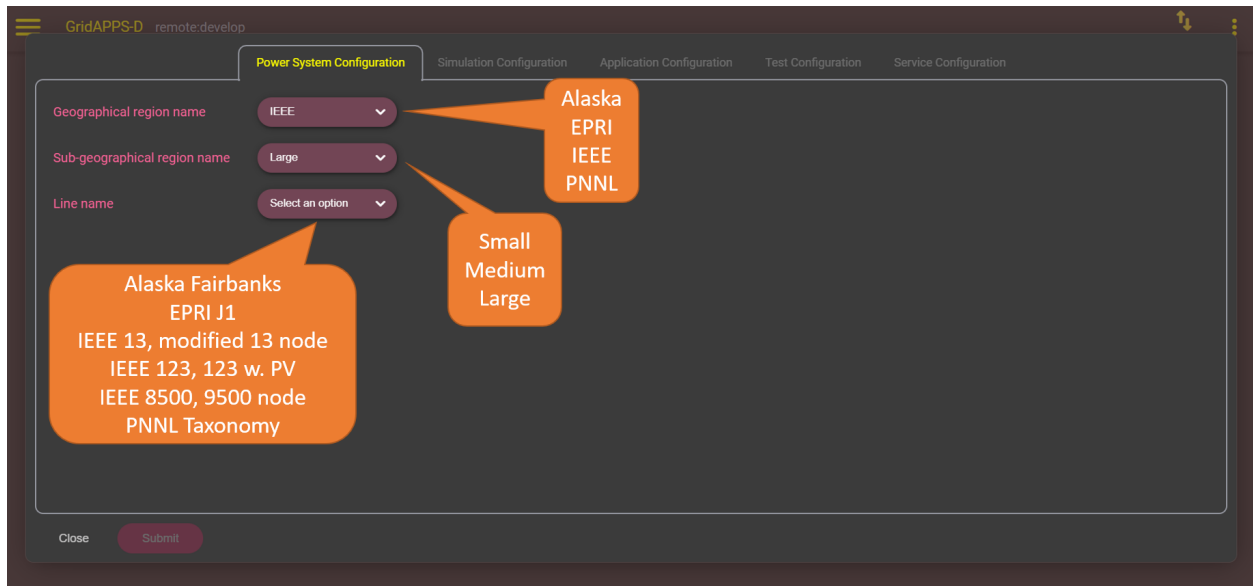 GridAPPS-D remote:develop
Power System Configuration Simulation Configuration Application Configuration Test Configuration Service Configuration
Geographical region name IEEE
Alaska
EPRI
IEEE
PNNL
Sub-geographical region name Large
Small
Medium
Large
Line name Select an option
Alaska Fairbanks
EPRI J1
IEEE 13, modified 13 node
IEEE 123, 123 w. PV
IEEE 8500, 9500 node
PNNL Taxonomy
Close Submit